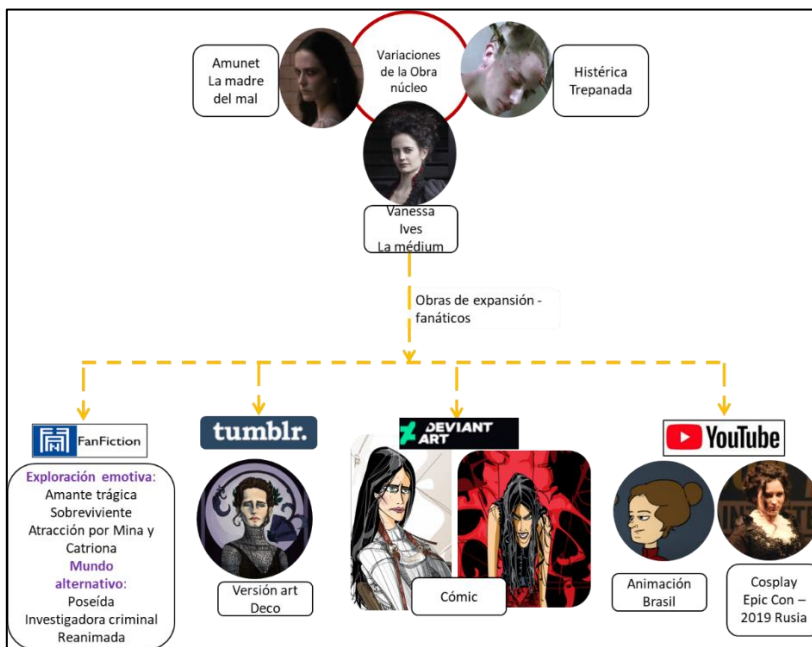 Amunet
La madre
del mal
Variaciones
de la Obra
núcleo
Histérica
Trepanada
Vanessa
Ives
La médium
Obras de expansión -
fanáticos
FanFiction
Exploración emotiva:
Amante trágica
Sobreviviente
Atracción por Mina y
Catriona
Mundo
alternativo:
Poseída
Investigadora criminal
Reanimada
tumblr.
Versión art
Deco
DEVIANT
ART
Cómic
YouTube
Animación
Brasil
Cosplay
Epic Con –
2019 Rusia